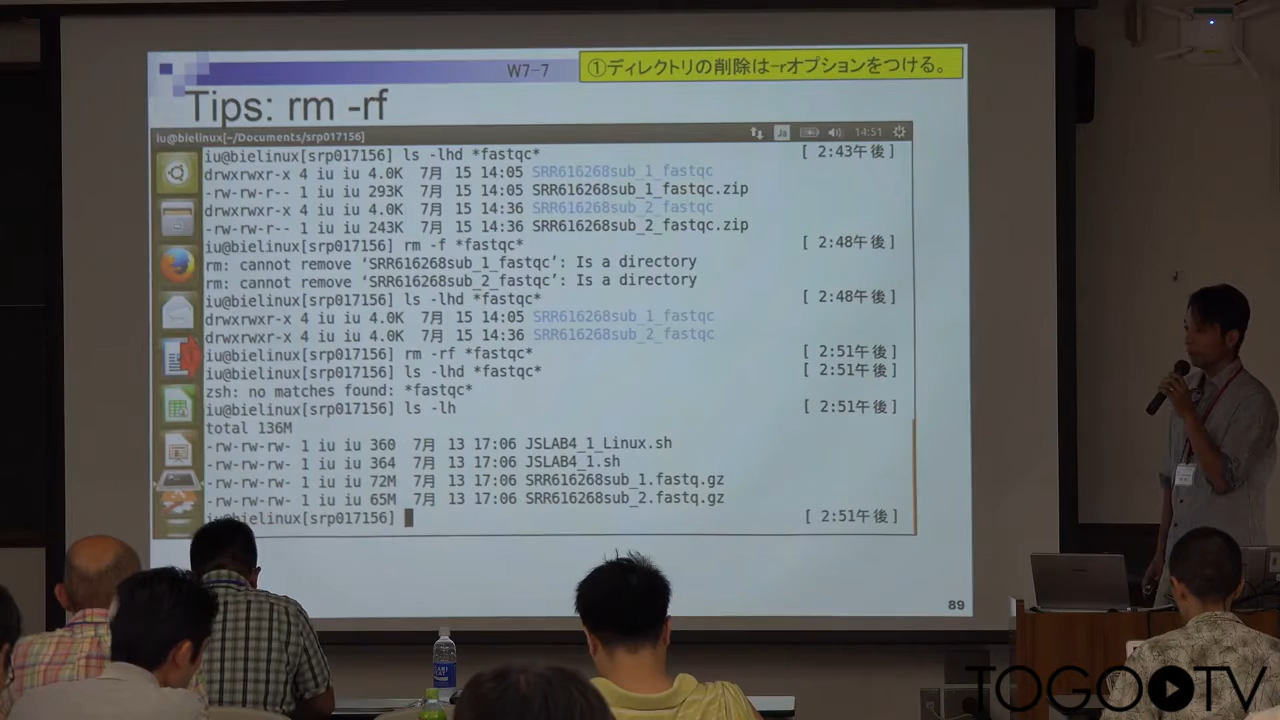 W7-7
①ディレクトリの削除は-rオプションをつける。
Tips: rm -rf
iu@bielinux[~/Documents/srp017156]
Ja
14:51
iu@bielinux[srp017156] ls -lhd *fastqc* [ 2:43午後]
drwxrwxr-x 4 iu iu 4.0K 7月 15 14:05 SRR616268sub_1_fastqc
-rw-rw-r-- 1 iu iu 293K 7月 15 14:05 SRR616268sub_1_fastqc.zip
drwxrwxr-x 4 iu iu 4.0K 7月 15 14:36 SRR616268sub_2_fastqc
-rw-rw-r-- 1 iu iu 243K 7月 15 14:36 SRR616268sub_2_fastqc.zip
iu@bielinux[srp017156] rm -f *fastqc* [ 2:48午後]
rm: cannot remove ‘SRR616268sub_1_fastqc’: Is a directory
rm: cannot remove ‘SRR616268sub_2_fastqc’: Is a directory
iu@bielinux[srp017156] ls -lhd *fastqc* [ 2:48午後]
drwxrwxr-x 4 iu iu 4.0K 7月 15 14:05 SRR616268sub_1_fastqc
drwxrwxr-x 4 iu iu 4.0K 7月 15 14:36 SRR616268sub_2_fastqc
iu@bielinux[srp017156] rm -rf *fastqc* [ 2:51午後]
iu@bielinux[srp017156] ls -lhd *fastqc* [ 2:51午後]
zsh: no matches found: *fastqc*
iu@bielinux[srp017156] ls -lh [ 2:51午後]
total 136M
-rw-rw-rw- 1 iu iu 360 7月 13 17:06 JSLAB4_1_Linux.sh
-rw-rw-rw- 1 iu iu 364 7月 13 17:06 JSLAB4_1.sh
-rw-rw-rw- 1 iu iu 72M 7月 13 17:06 SRR616268sub_1.fastq.gz
-rw-rw-rw- 1 iu iu 65M 7月 13 17:06 SRR616268sub_2.fastq.gz
iu@bielinux[srp017156] [ 2:51午後]
89
TOGO TV